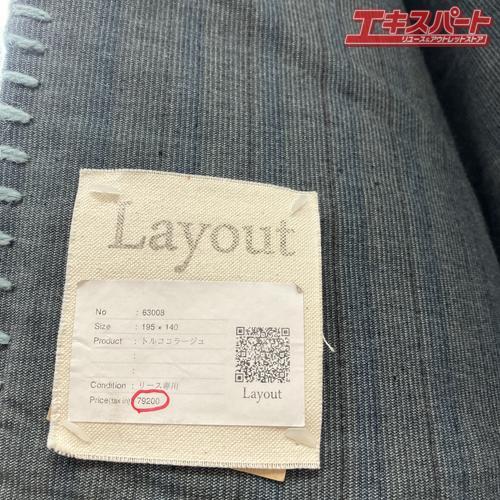 エキスパート
リユース&アウトレットストア
Layout
No : 63008
Size : 195 × 140
Product : トルココラージュ
:
:
Condition : リース専用
Price(tax in) : 79200
Layout